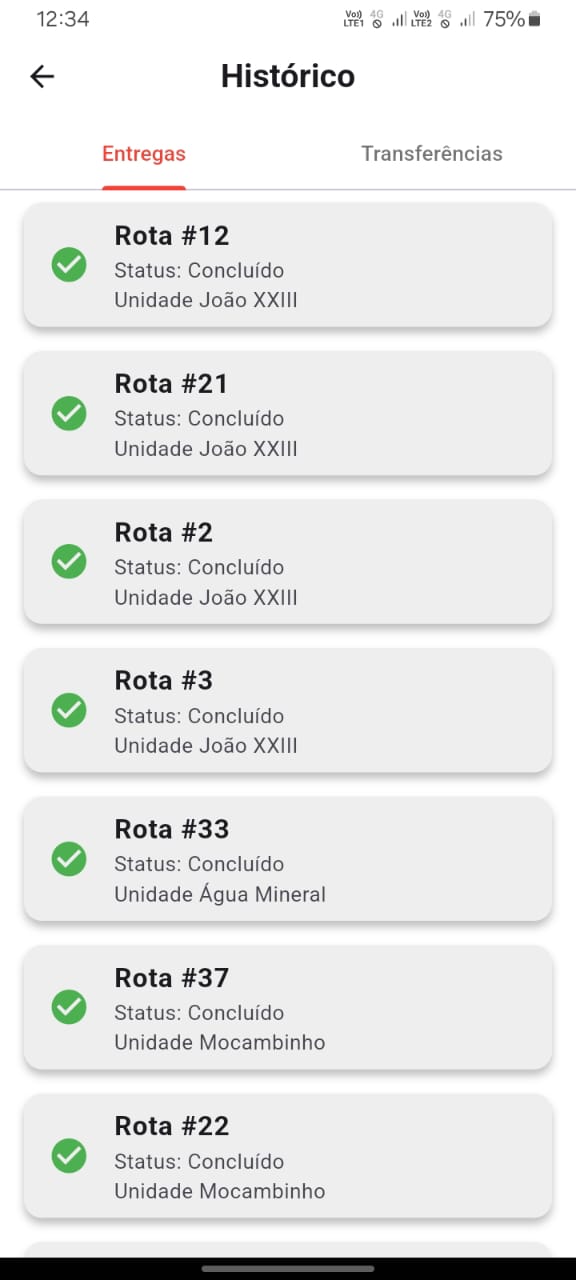 12:34
Vo)) LTE1 4G Vo)) LTE2 4G 75%
Histórico
Entregas
Transferências
Rota #12
Status: Concluído
Unidade João XXIII
Rota #21
Status: Concluído
Unidade João XXIII
Rota #2
Status: Concluído
Unidade João XXIII
Rota #3
Status: Concluído
Unidade João XXIII
Rota #33
Status: Concluído
Unidade Água Mineral
Rota #37
Status: Concluído
Unidade Mocambinho
Rota #22
Status: Concluído
Unidade Mocambinho